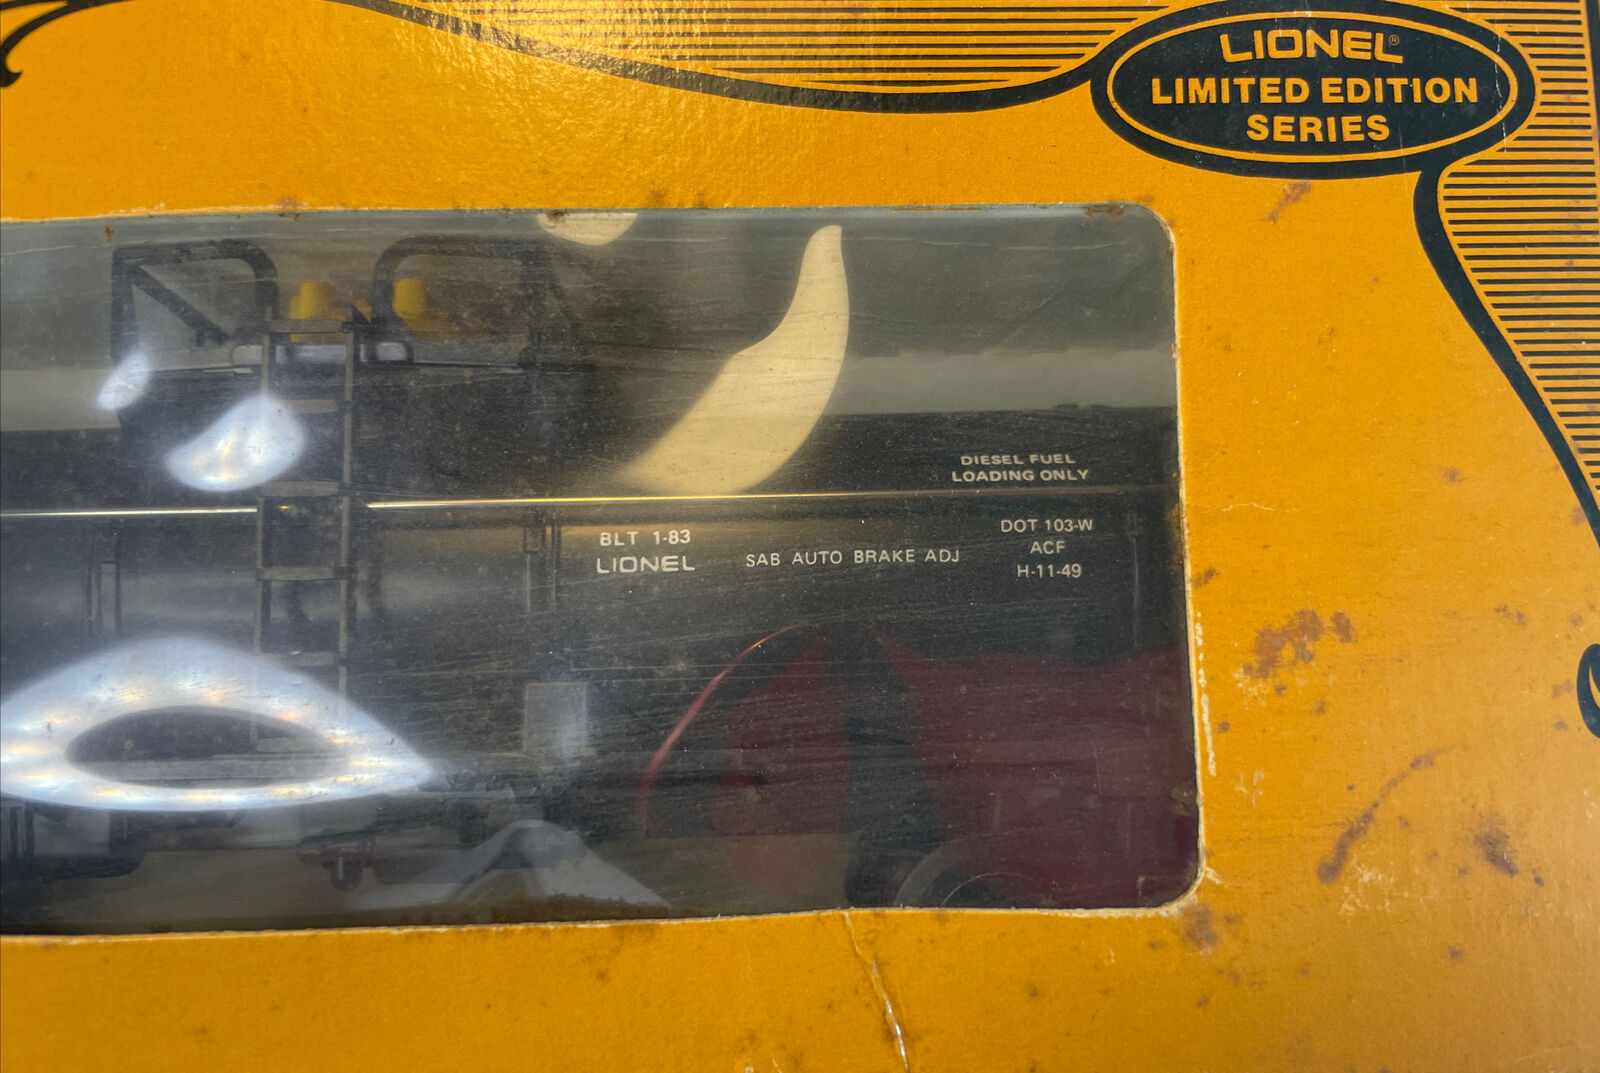 LIONEL®
LIMITED EDITION
SERIES
DIESEL FUEL
LOADING ONLY
BLT 1-83
LIONEL
SAB AUTO BRAKE ADJ
DOT 103-W
ACF
H-11-49